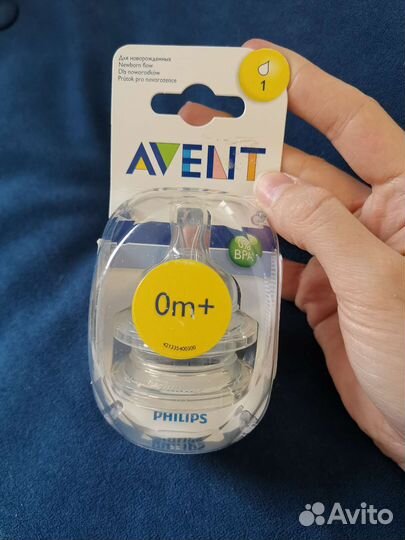 Для новорожденных
Newborn flow
Dla noworodków
Průtok pro novorozence
1
AVENT
0%
BPA
0m+
PHILIPS
Avito